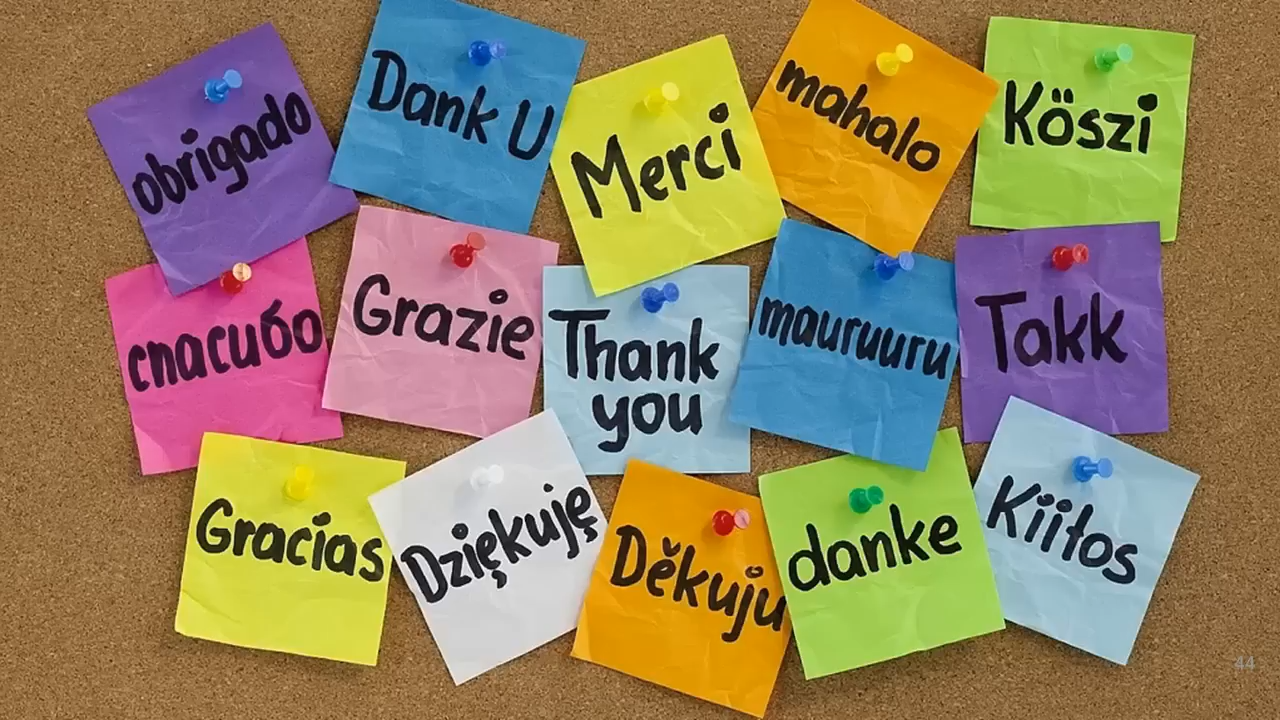 obrigado
Dank U
Merci
mahalo
Köszi
спасибо
Grazie
Thank
you
mauruuru
Takk
Gracias
Dziękuję
Děkuju
danke
Kiitos
44